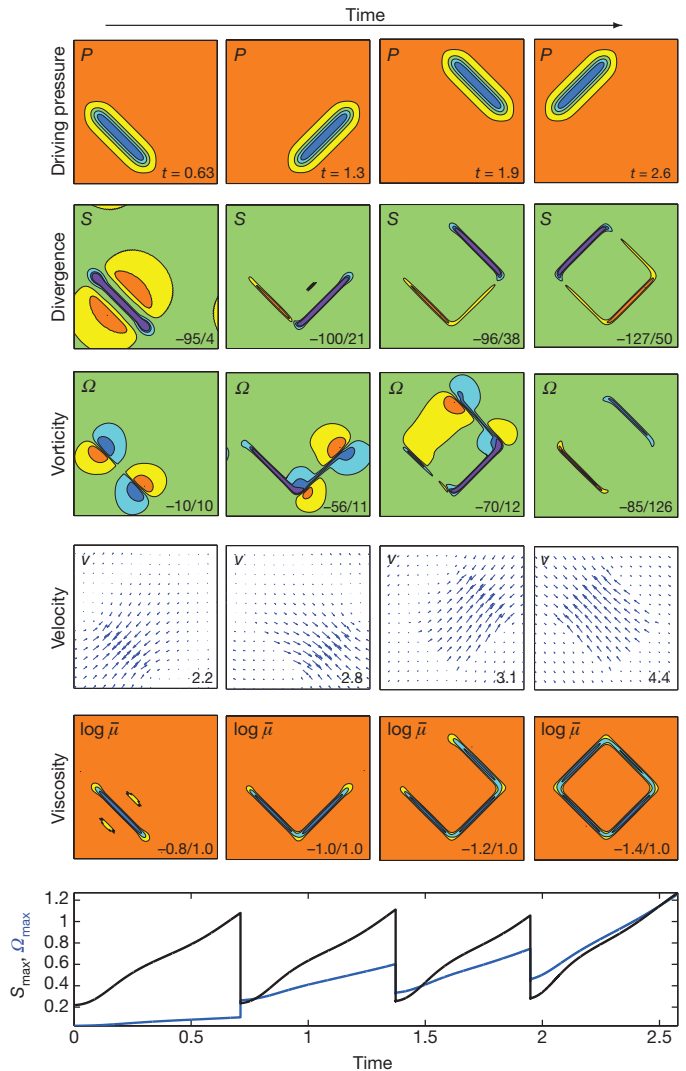 Time
Driving pressure
P P P P
t = 0.63 t = 1.3 t = 1.9 t = 2.6
Divergence
S S S S
−95/4 −100/21 −96/38 −127/50
Vorticity
Ω Ω Ω Ω
−10/10 −56/11 −70/12 −85/126
Velocity
v v v v
2.2 2.8 3.1 4.4
Viscosity
log μ̄ log μ̄ log μ̄ log μ̄
−0.8/1.0 −1.0/1.0 −1.2/1.0 −1.4/1.0
S_max, Ω_max
1.2
1
0.8
0.6
0.4
0.2
0 0.5 1 1.5 2 2.5
Time